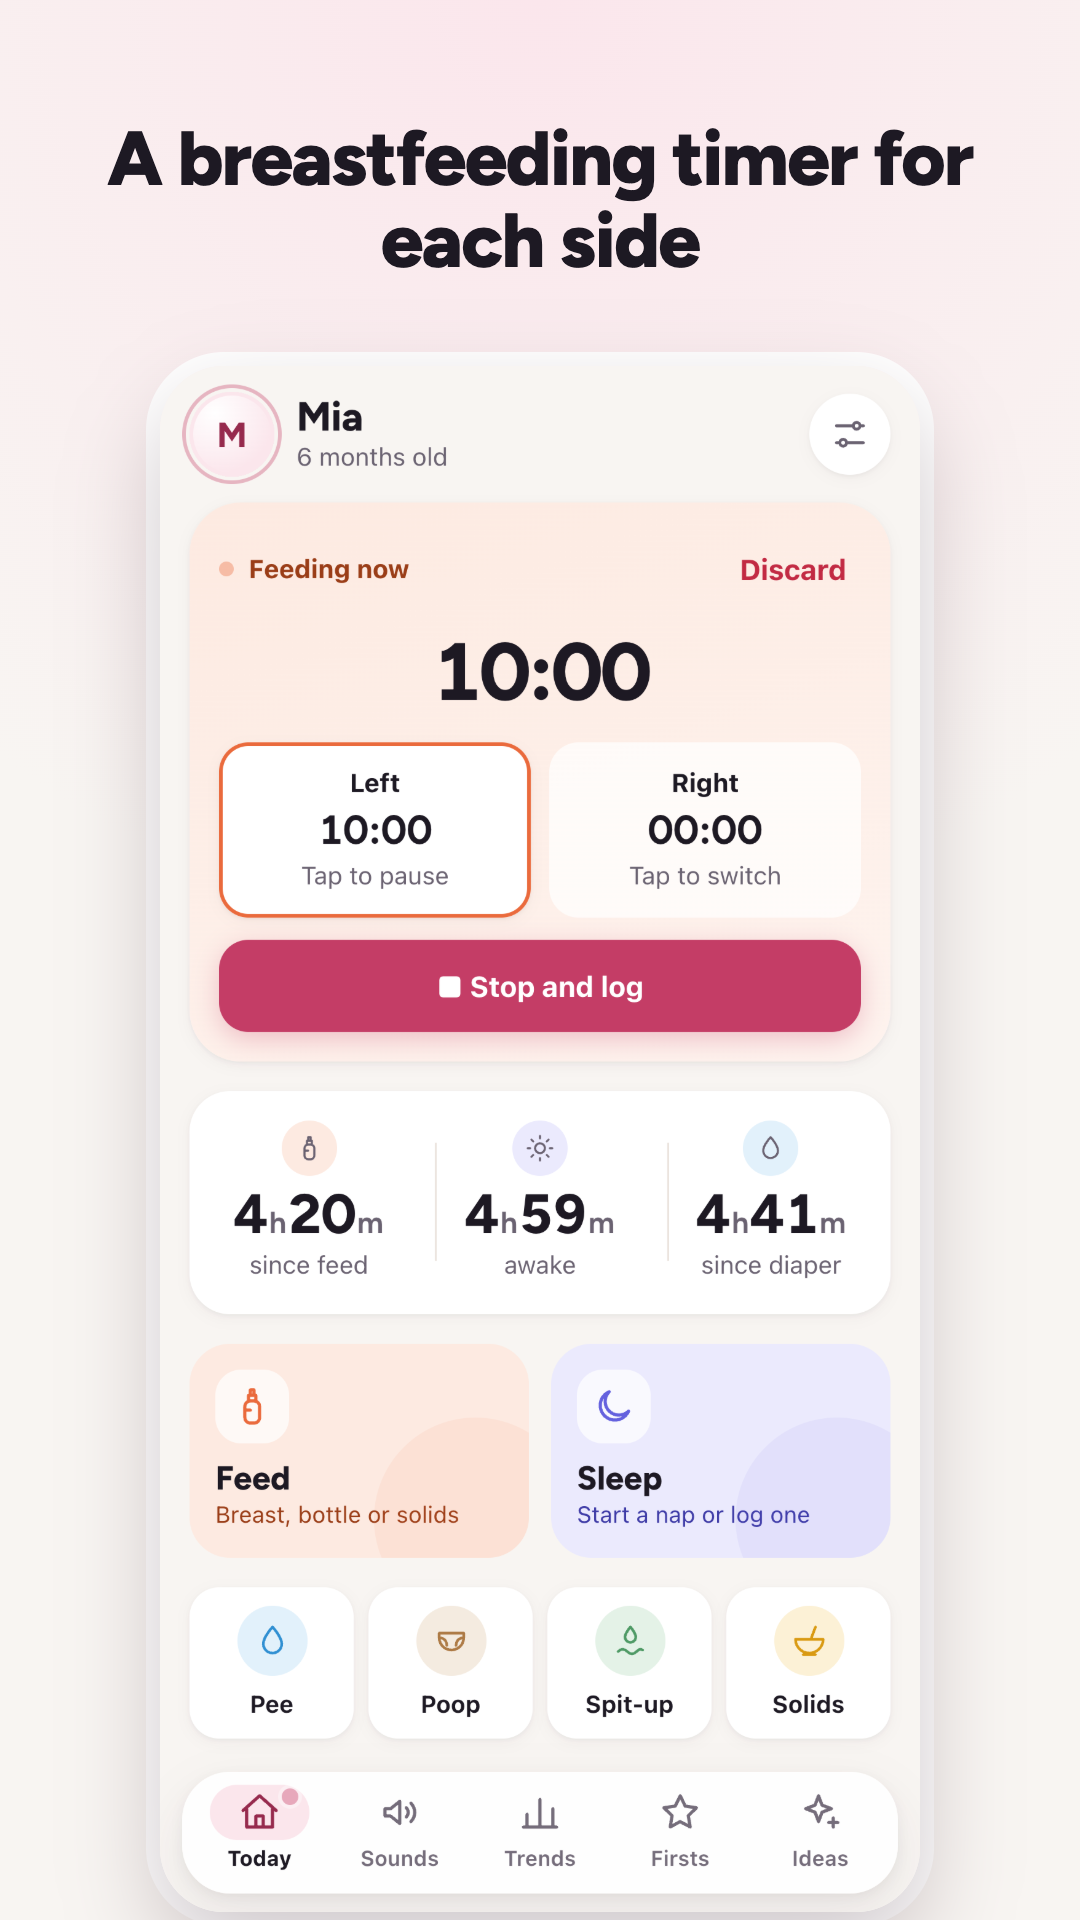 A breastfeeding timer for
each side
M
Mia
6 months old
Feeding now
Discard
10:00
Left
10:00
Tap to pause
Right
00:00
Tap to switch
Stop and log
4h20m
since feed
4h59m
awake
4h41m
since diaper
Feed
Breast, bottle or solids
Sleep
Start a nap or log one
Pee
Poop
Spit-up
Solids
Today
Sounds
Trends
Firsts
Ideas